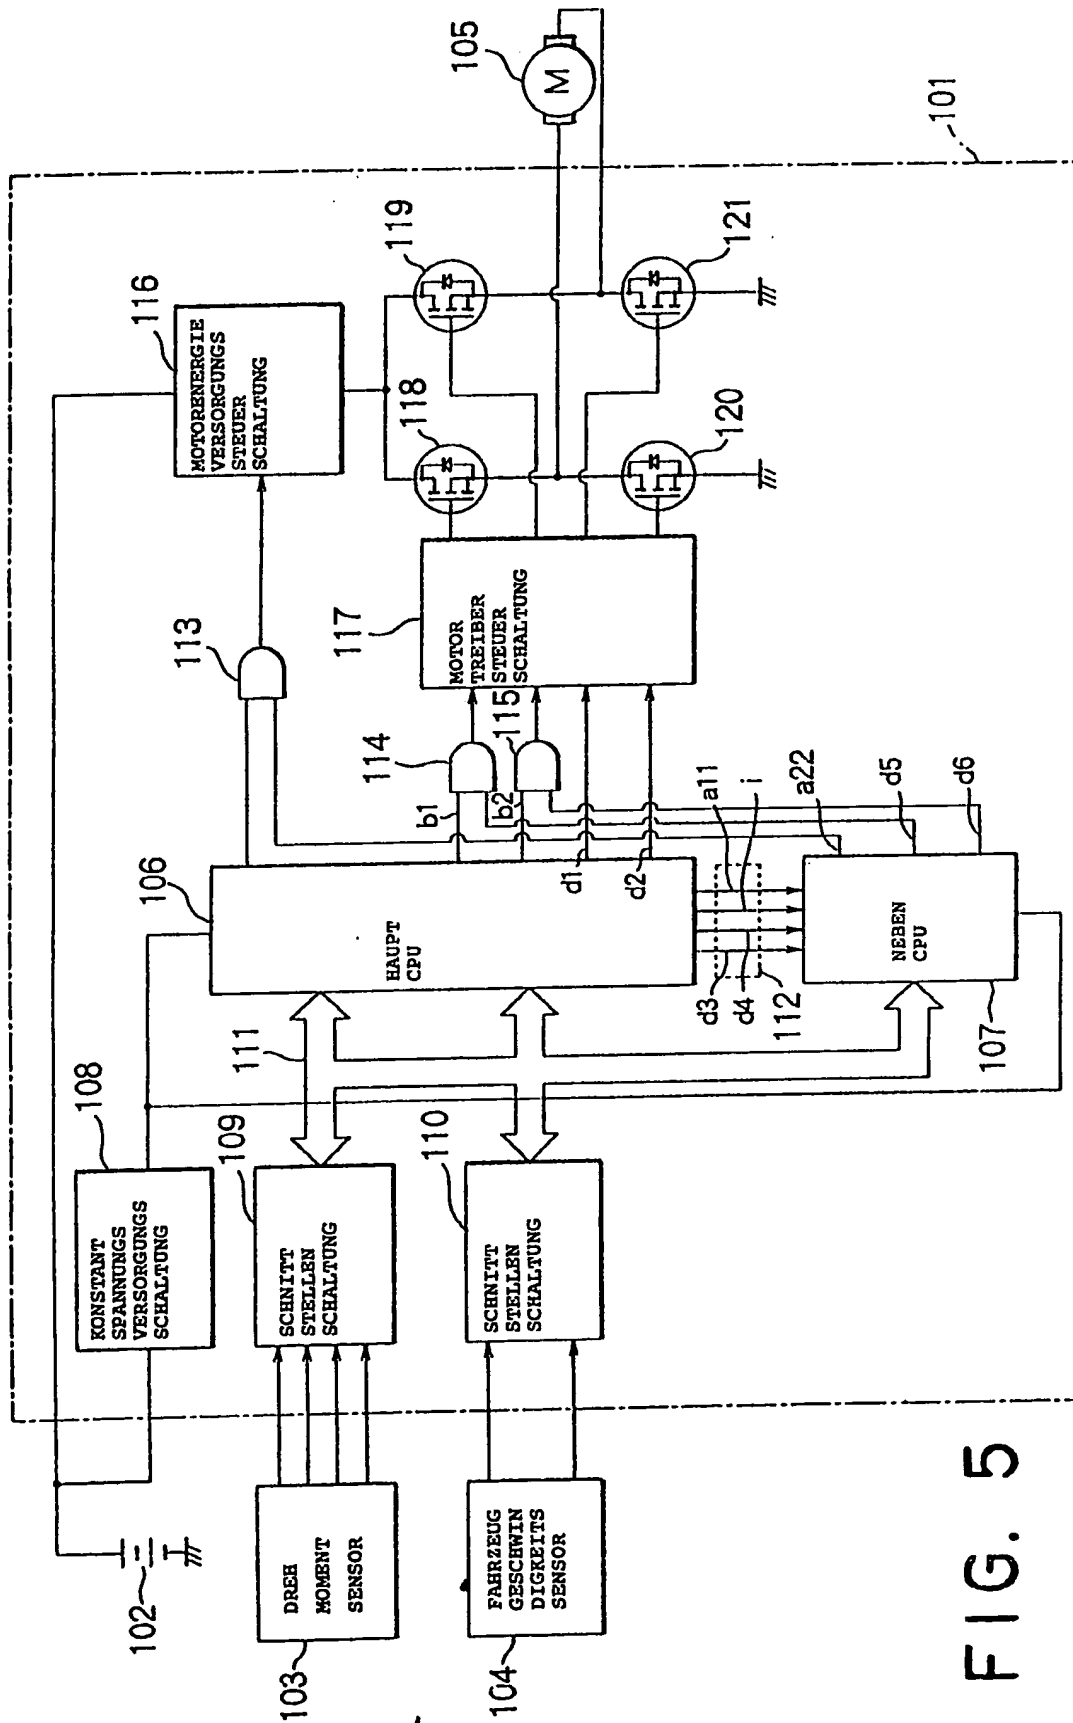 102
103
DREH
MOMENT
SENSOR
104
FAHRZEUG
GESCHWIN
DIGKEITS
SENSOR
108
KONSTANT
SPANNUNGS
VERSORGUNGS
SCHALTUNG
109
SCHNITT
STELLEN
SCHALTUNG
110
SCHNITT
STELLEN
SCHALTUNG
111
106
HAUPT
CPU
107
NEBEN
CPU
112
d3
d4
i
a11
a22
d5
d6
b1
b2
d1
d2
113
114
115
116
MOTORENERGIE
VERSORGUNGS
STEUER
SCHALTUNG
117
MOTOR
TREIBER
STEUER
SCHALTUNG
118
119
120
121
105
M
101
FIG. 5